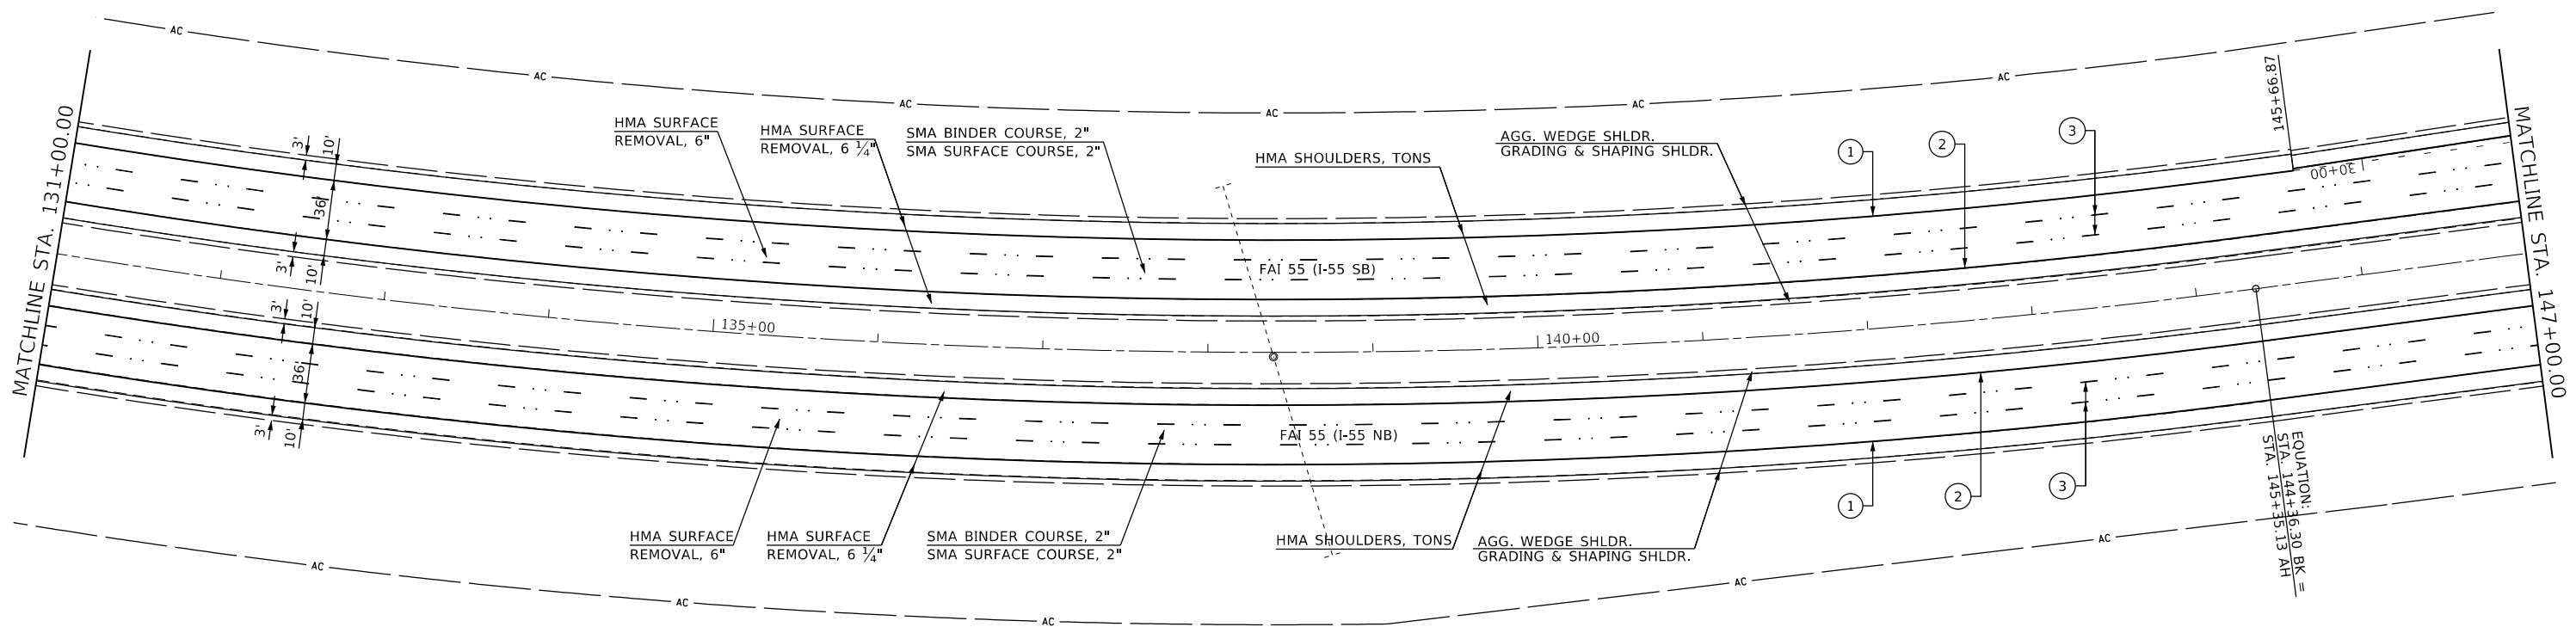 AC
AC
AC
AC
AC
AC
MATCHLINE STA. 131+00.00
3'
10'
36'
3'
10'
HMA SURFACE
REMOVAL, 6"
HMA SURFACE
REMOVAL, 6 ¼"
SMA BINDER COURSE, 2"
SMA SURFACE COURSE, 2"
HMA SHOULDERS, TONS
AGG. WEDGE SHLDR.
GRADING & SHAPING SHLDR.
1
2
3
145+69.87
30+00
MATCHLINE STA. 147+00.00
FAI 55 (I-55 SB)
135+00
140+00
3'
10'
36'
3'
10'
FAI 55 (I-55 NB)
HMA SURFACE
REMOVAL, 6"
HMA SURFACE
REMOVAL, 6 ¼"
SMA BINDER COURSE, 2"
SMA SURFACE COURSE, 2"
HMA SHOULDERS, TONS
AGG. WEDGE SHLDR.
GRADING & SHAPING SHLDR.
1
2
3
EQUATION:
STA. 144+36.30 BK =
STA. 145+35.13 AH
AC
AC
AC
AC
AC